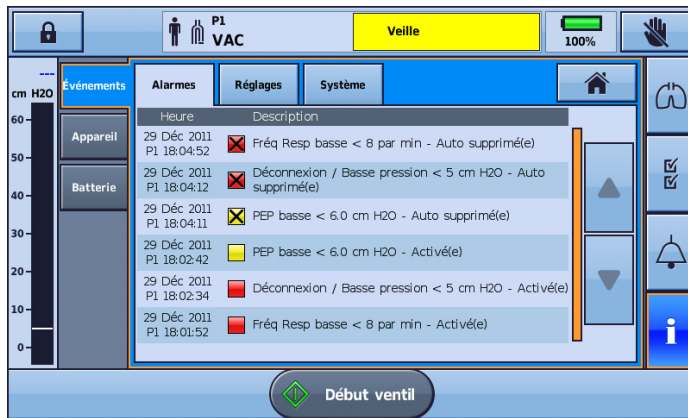 P1
VAC
Veille
100%
---
cm H2O
60
50
40
30
20
10
0
Événements
Appareil
Batterie
Alarmes
Réglages
Système
Heure Description
29 Déc 2011
P1 18:04:52
Fréq Resp basse < 8 par min - Auto supprimé(e)
29 Déc 2011
P1 18:04:12
Déconnexion / Basse pression < 5 cm H2O - Auto
supprimé(e)
29 Déc 2011
P1 18:04:11
PEP basse < 6.0 cm H2O - Auto supprimé(e)
29 Déc 2011
P1 18:02:42
PEP basse < 6.0 cm H2O - Activé(e)
29 Déc 2011
P1 18:02:34
Déconnexion / Basse pression < 5 cm H2O - Activé(e)
29 Déc 2011
P1 18:01:52
Fréq Resp basse < 8 par min - Activé(e)
i
Début ventil